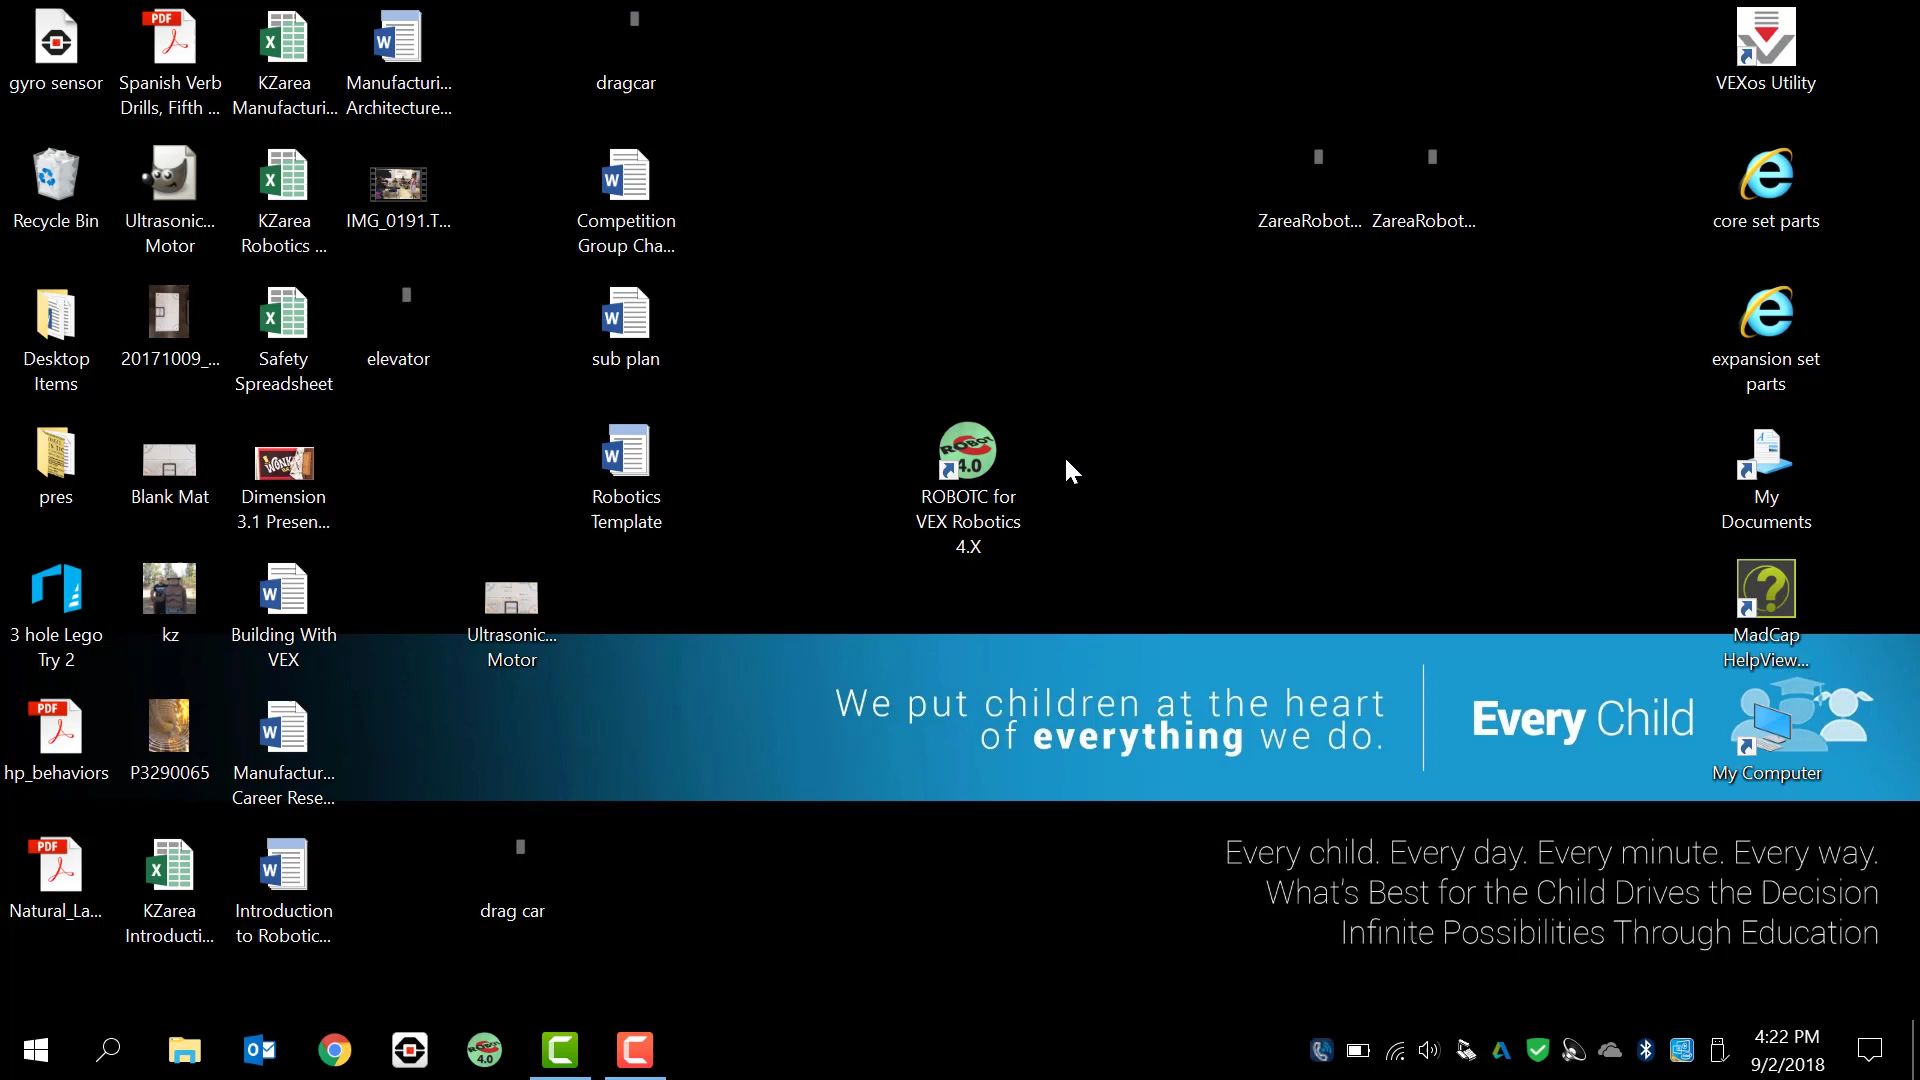 gyro sensor
Spanish Verb
Drills, Fifth ...
KZarea
Manufacturi...
Manufacturi...
Architecture...
dragcar
VEXos Utility
Recycle Bin
Ultrasonic...
Motor
KZarea
Robotics ...
IMG_0191.T...
Competition
Group Cha...
ZareaRobot...
ZareaRobot...
core set parts
Desktop
Items
20171009_...
Safety
Spreadsheet
elevator
sub plan
expansion set
parts
pres
Blank Mat
Dimension
3.1 Presen...
Robotics
Template
ROBOTC for
VEX Robotics
4.X
My
Documents
3 hole Lego
Try 2
kz
Building With
VEX
Ultrasonic...
Motor
MadCap
HelpView...
We put children at the heart
of everything we do.
Every Child
hp_behaviors
P3290065
Manufactur...
Career Rese...
My Computer
Natural_La...
KZarea
Introducti...
Introduction
to Robotic...
drag car
Every child. Every day. Every minute. Every way.
What's Best for the Child Drives the Decision
Infinite Possibilities Through Education
4:22 PM
9/2/2018